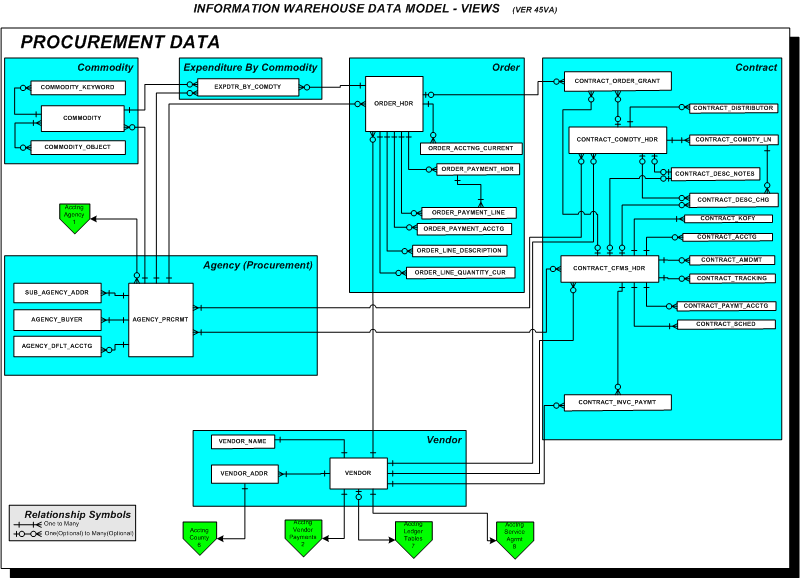 INFORMATION WAREHOUSE DATA MODEL - VIEWS (VER 45VA)
PROCUREMENT DATA
Commodity
COMMODITY_KEYWORD
COMMODITY
COMMODITY_OBJECT
Expenditure By Commodity
EXPDTR_BY_COMDTY
Order
ORDER_HDR
ORDER_ACCTNG_CURRENT
ORDER_PAYMENT_HDR
ORDER_PAYMENT_LINE
ORDER_PAYMENT_ACCTG
ORDER_LINE_DESCRIPTION
ORDER_LINE_QUANTITY_CUR
Contract
CONTRACT_ORDER_GRANT
CONTRACT_DISTRIBUTOR
CONTRACT_COMDTY_HDR
CONTRACT_COMDTY_LN
CONTRACT_DESC_NOTES
CONTRACT_DESC_CHG
CONTRACT_KOFY
CONTRACT_ACCTG
CONTRACT_CFMS_HDR
CONTRACT_AMDMT
CONTRACT_TRACKING
CONTRACT_PAYMT_ACCTG
CONTRACT_SCHED
CONTRACT_INVC_PAYMT
Acctng
Agency
1
Agency (Procurement)
SUB_AGENCY_ADDR
AGENCY_BUYER
AGENCY_DFLT_ACCTG
AGENCY_PRCRMT
Vendor
VENDOR_NAME
VENDOR_ADDR
VENDOR
Relationship Symbols
One to Many
One(Optional) to Many(Optional)
Acctng
County
6
Acctng
Vendor
Payments
2
Acctng
Ledger
Tables
7
Acctng
Service
Agrmt
8